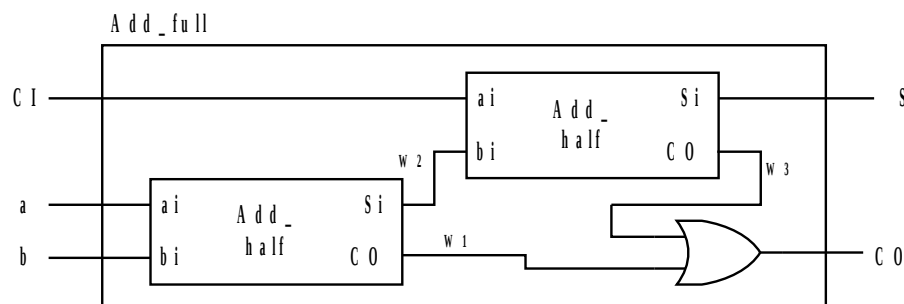 Add_full
CI
ai
Si
S
Add_
half
bi
CO
W2
W3
a
ai
Si
Add_
half
W1
b
bi
CO
CO